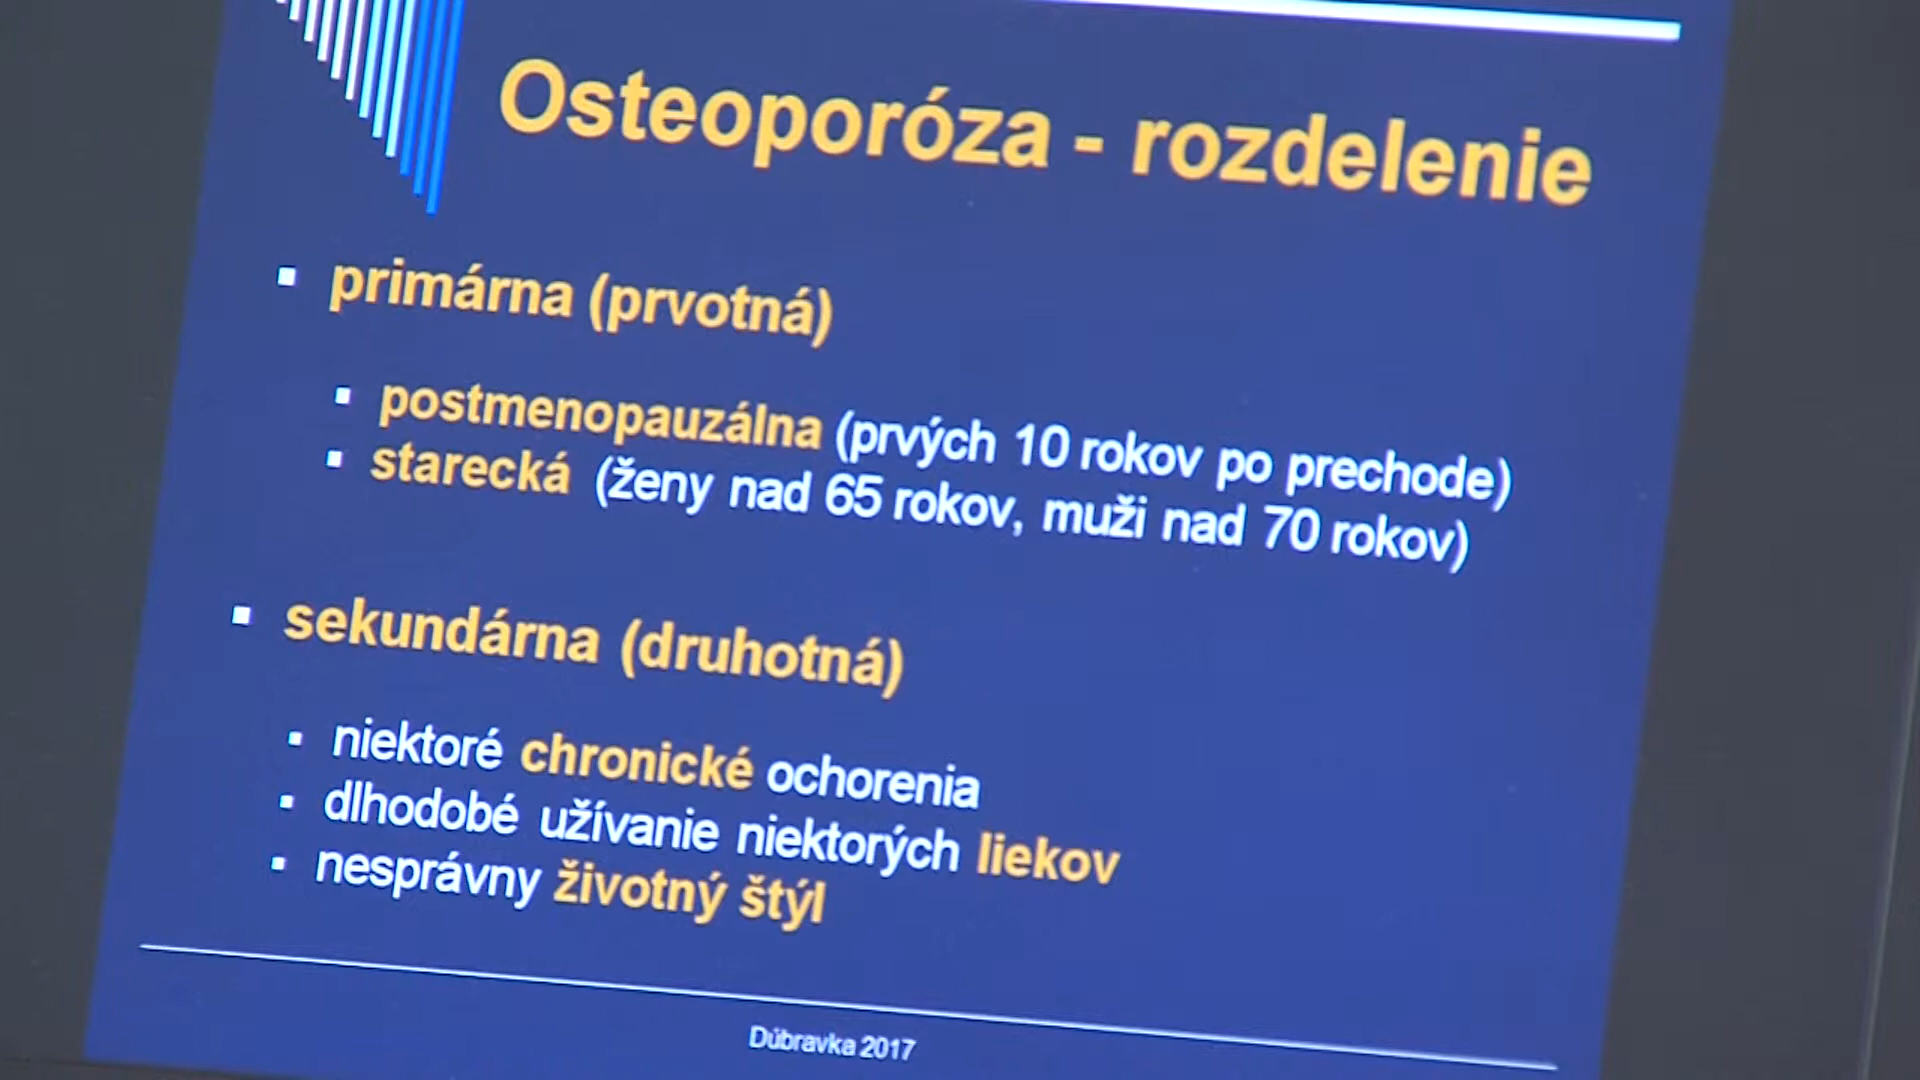 Osteoporóza - rozdelenie
primárna (prvotná)
postmenopauzálna (prvých 10 rokov po prechode)
starecká (ženy nad 65 rokov, muži nad 70 rokov)
sekundárna (druhotná)
niektoré chronické ochorenia
dlhodobé užívanie niektorých liekov
nesprávny životný štýl
Dúbravka 2017